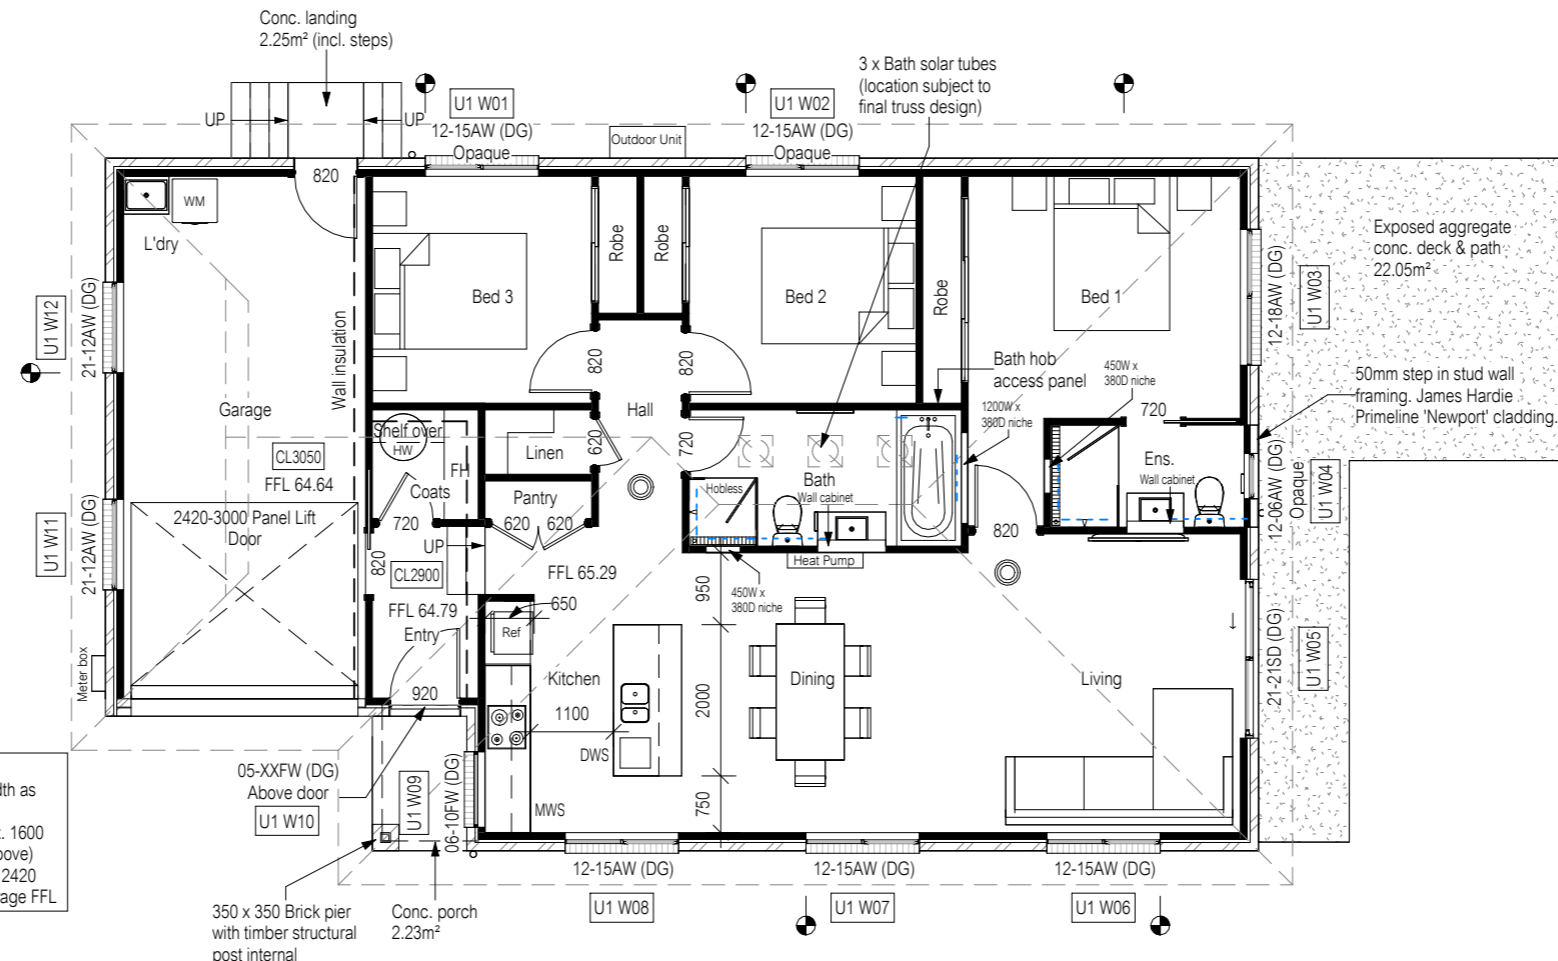 Conc. landing
2.25m² (incl. steps)
3 x Bath solar tubes
(location subject to
final truss design)
U1 W01
U1 W02
UP
UP
12-15AW (DG)
Opaque
Outdoor Unit
12-15AW (DG)
Opaque
820
WM
L'dry
Robe
Robe
Exposed aggregate
conc. deck & path
22.05m²
21-12AW (DG)
U1 W12
Wall insulation
Bed 3
Bed 2
Robe
Bed 1
12-18AW (DG)
U1 W03
820
820
Bath hob
access panel
450W x
380D niche
50mm step in stud wall
framing. James Hardie
Primeline 'Newport' cladding.
Garage
Hall
1200W x
380D niche
720
Shelf over
HW
FH
Linen
620
720
CL3050
FFL 64.64
Bath
Wall cabinet
Ens.
Wall cabinet
12-06AW (DG)
Opaque
U1 W04
Coats
Pantry
Hobless
21-12AW (DG)
U1 W11
2420-3000 Panel Lift
Door
720
620
620
820
UP
820
Heat Pump
CL2900
FFL 65.29
450W x
380D niche
950
FFL 64.79
650
Ref
Entry
21-21SD (DG)
U1 W05
Meter box
Kitchen
Dining
Living
920
1100
2000
DWS
05-XXFW (DG)
Above door
U1 W10
U1 W09
06-10FW (DG)
MWS
750
dth as
. 1600
ove)
2420
age FFL
12-15AW (DG)
12-15AW (DG)
12-15AW (DG)
U1 W08
U1 W07
U1 W06
350 x 350 Brick pier
with timber structural
post internal
Conc. porch
2.23m²